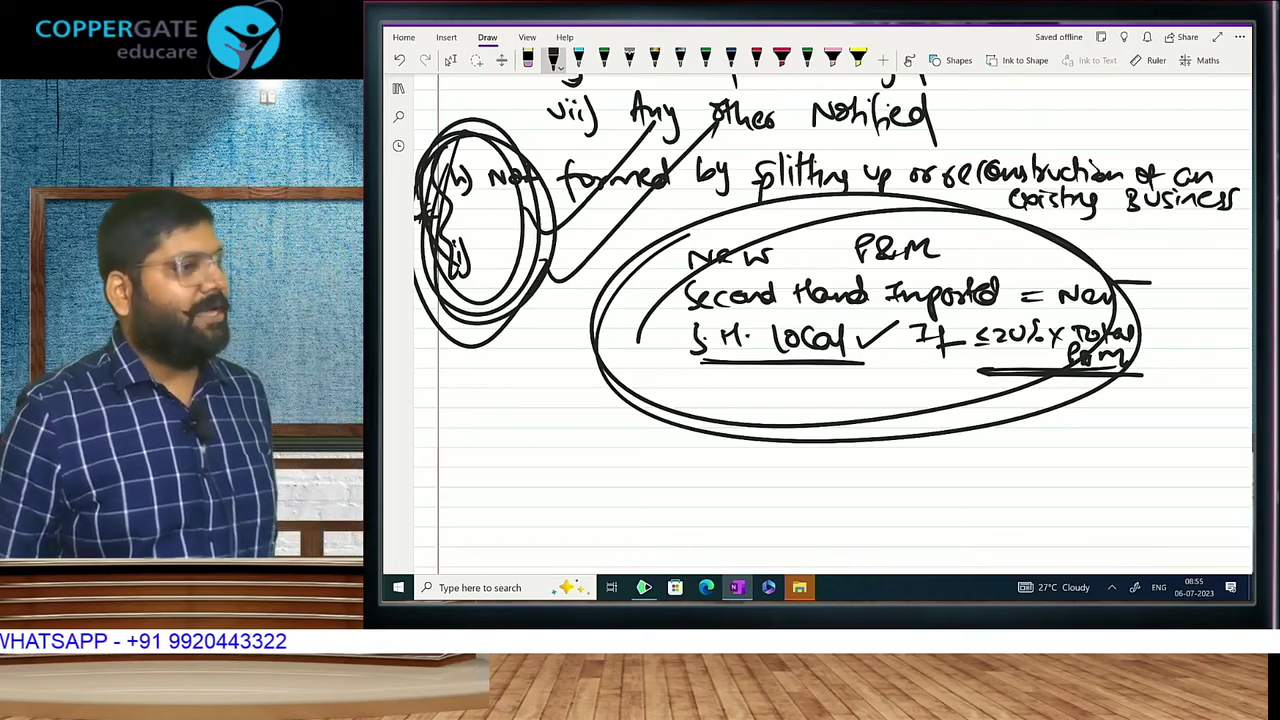 COPPERGATE
educare
Home Insert Draw View Help
Saved offline
Share
Shapes
Ink to Shape
Ink to Text
Ruler
Maths
vii) Any other Notified
h) Not formed by splitting up or reconstruction of an
existing Business
i)
New P&M
Second Hand Imported = New
S.H. local ✓ If ≤20% x Total
P&M
Type here to search
27°C Cloudy
ENG
08:55
06-07-2023
WHATSAPP - +91 9920443322